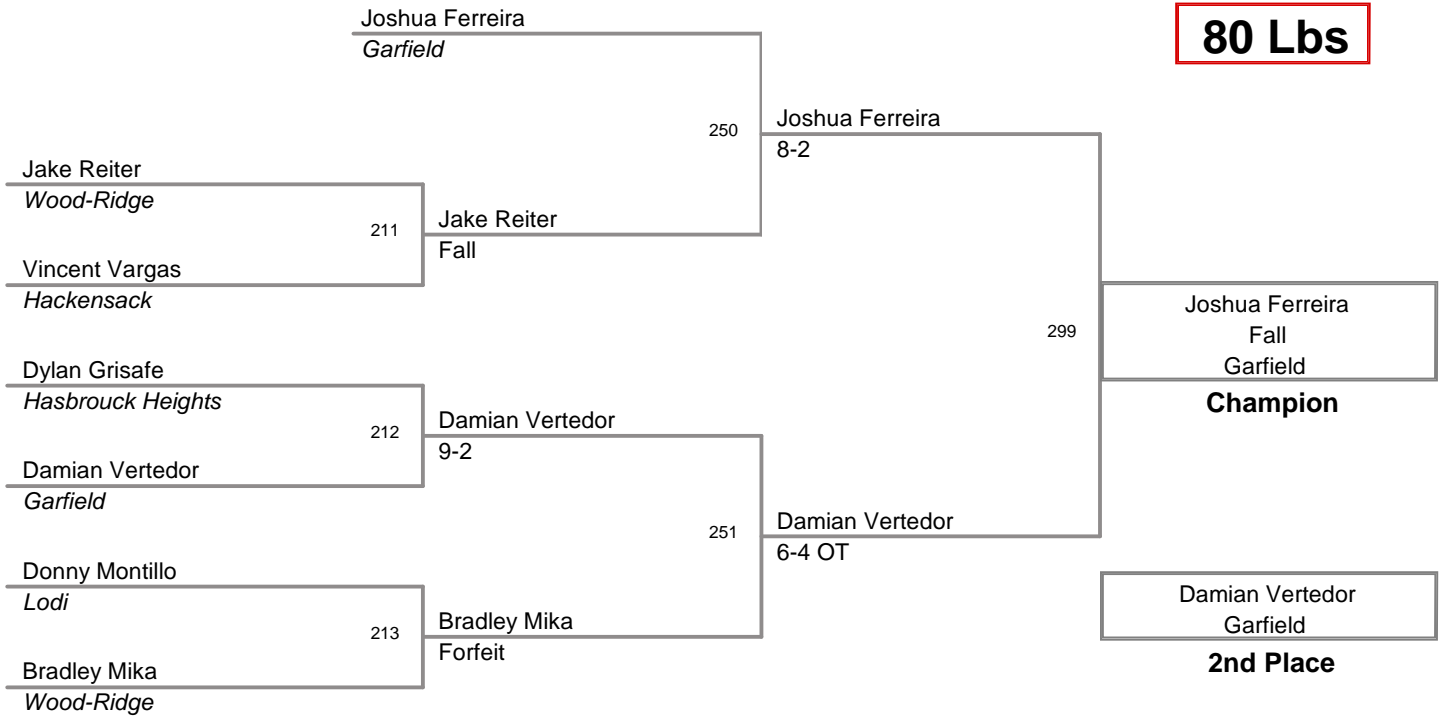 Joshua Ferreira
Garfield
80 Lbs
250
Joshua Ferreira
8-2
Jake Reiter
Wood-Ridge
211
Jake Reiter
Fall
Vincent Vargas
Hackensack
299
Joshua Ferreira
Fall
Garfield
Champion
Dylan Grisafe
Hasbrouck Heights
212
Damian Vertedor
9-2
Damian Vertedor
Garfield
251
Damian Vertedor
6-4 OT
Donny Montillo
Lodi
213
Bradley Mika
Forfeit
Bradley Mika
Wood-Ridge
Damian Vertedor
Garfield
2nd Place